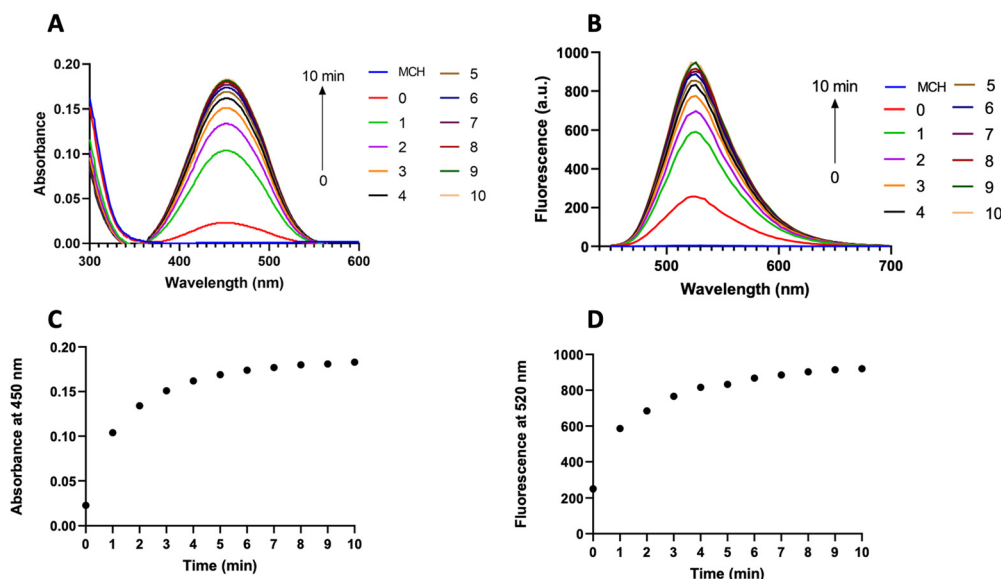 A
Absorbance
0.20
0.15
0.10
0.05
0.00
300
400
500
600
Wavelength (nm)
10 min
0
MCH
0
1
2
3
4
5
6
7
8
9
10
B
Fluorescence (a.u.)
1000
800
600
400
200
0
500
600
700
Wavelength (nm)
10 min
0
MCH
0
1
2
3
4
5
6
7
8
9
10
C
Absorbance at 450 nm
0.20
0.15
0.10
0.05
0.00
0 1 2 3 4 5 6 7 8 9 10
Time (min)
D
Fluorescence at 520 nm
1000
800
600
400
200
0
0 1 2 3 4 5 6 7 8 9 10
Time (min)